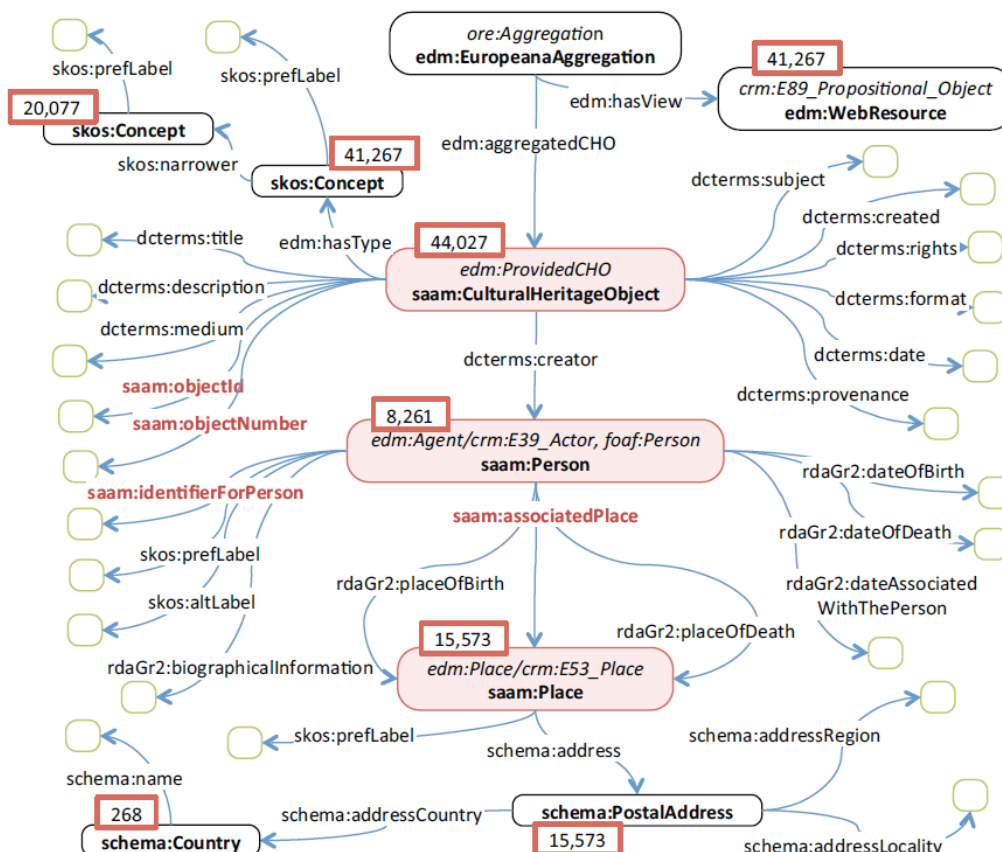 ore:Aggregation
edm:EuropeanaAggregation
41,267
crm:E89_Propositional_Object
edm:WebResource
edm:hasView
edm:aggregatedCHO
skos:prefLabel
skos:prefLabel
20,077
skos:Concept
skos:narrower
41,267
skos:Concept
edm:hasType
44,027
edm:ProvidedCHO
saam:CulturalHeritageObject
dcterms:title
dcterms:description
dcterms:medium
saam:objectId
saam:objectNumber
dcterms:subject
dcterms:created
dcterms:rights
dcterms:format
dcterms:date
dcterms:provenance
dcterms:creator
8,261
edm:Agent/crm:E39_Actor, foaf:Person
saam:Person
saam:identifierForPerson
skos:prefLabel
skos:altLabel
rdaGr2:biographicalInformation
saam:associatedPlace
rdaGr2:placeOfBirth
rdaGr2:placeOfDeath
rdaGr2:dateOfBirth
rdaGr2:dateOfDeath
rdaGr2:dateAssociated
WithThePerson
15,573
edm:Place/crm:E53_Place
saam:Place
skos:prefLabel
schema:address
schema:addressRegion
schema:name
268
schema:Country
schema:addressCountry
schema:PostalAddress
15,573
schema:addressLocality